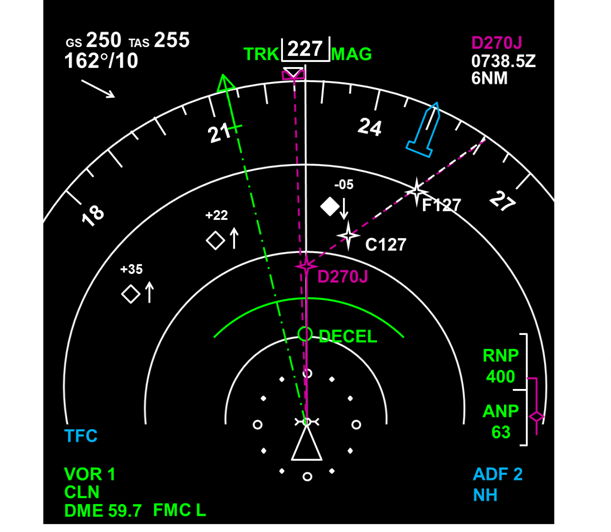 GS 250 TAS 255
162°/10
TRK 227 MAG
D270J
0738.5Z
6NM
21
24
18
27
-05
+22
F127
C127
+35
D270J
DECEL
RNP
400
ANP
63
TFC
VOR 1
CLN
DME 59.7 FMC L
ADF 2
NH